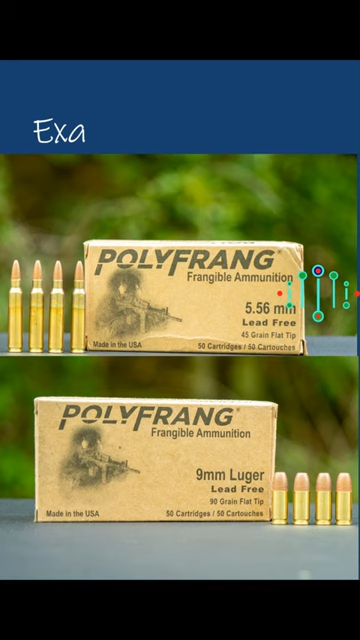 Exa
POLYFRANG
Frangible Ammunition
5.56 mm
Lead Free
45 Grain Flat Tip
Made in the USA
50 Cartridges / 50 Cartouches
POLYFRANG®
Frangible Ammunition
9mm Luger
Lead Free
90 Grain Flat Tip
Made in the USA
50 Cartridges / 50 Cartouches